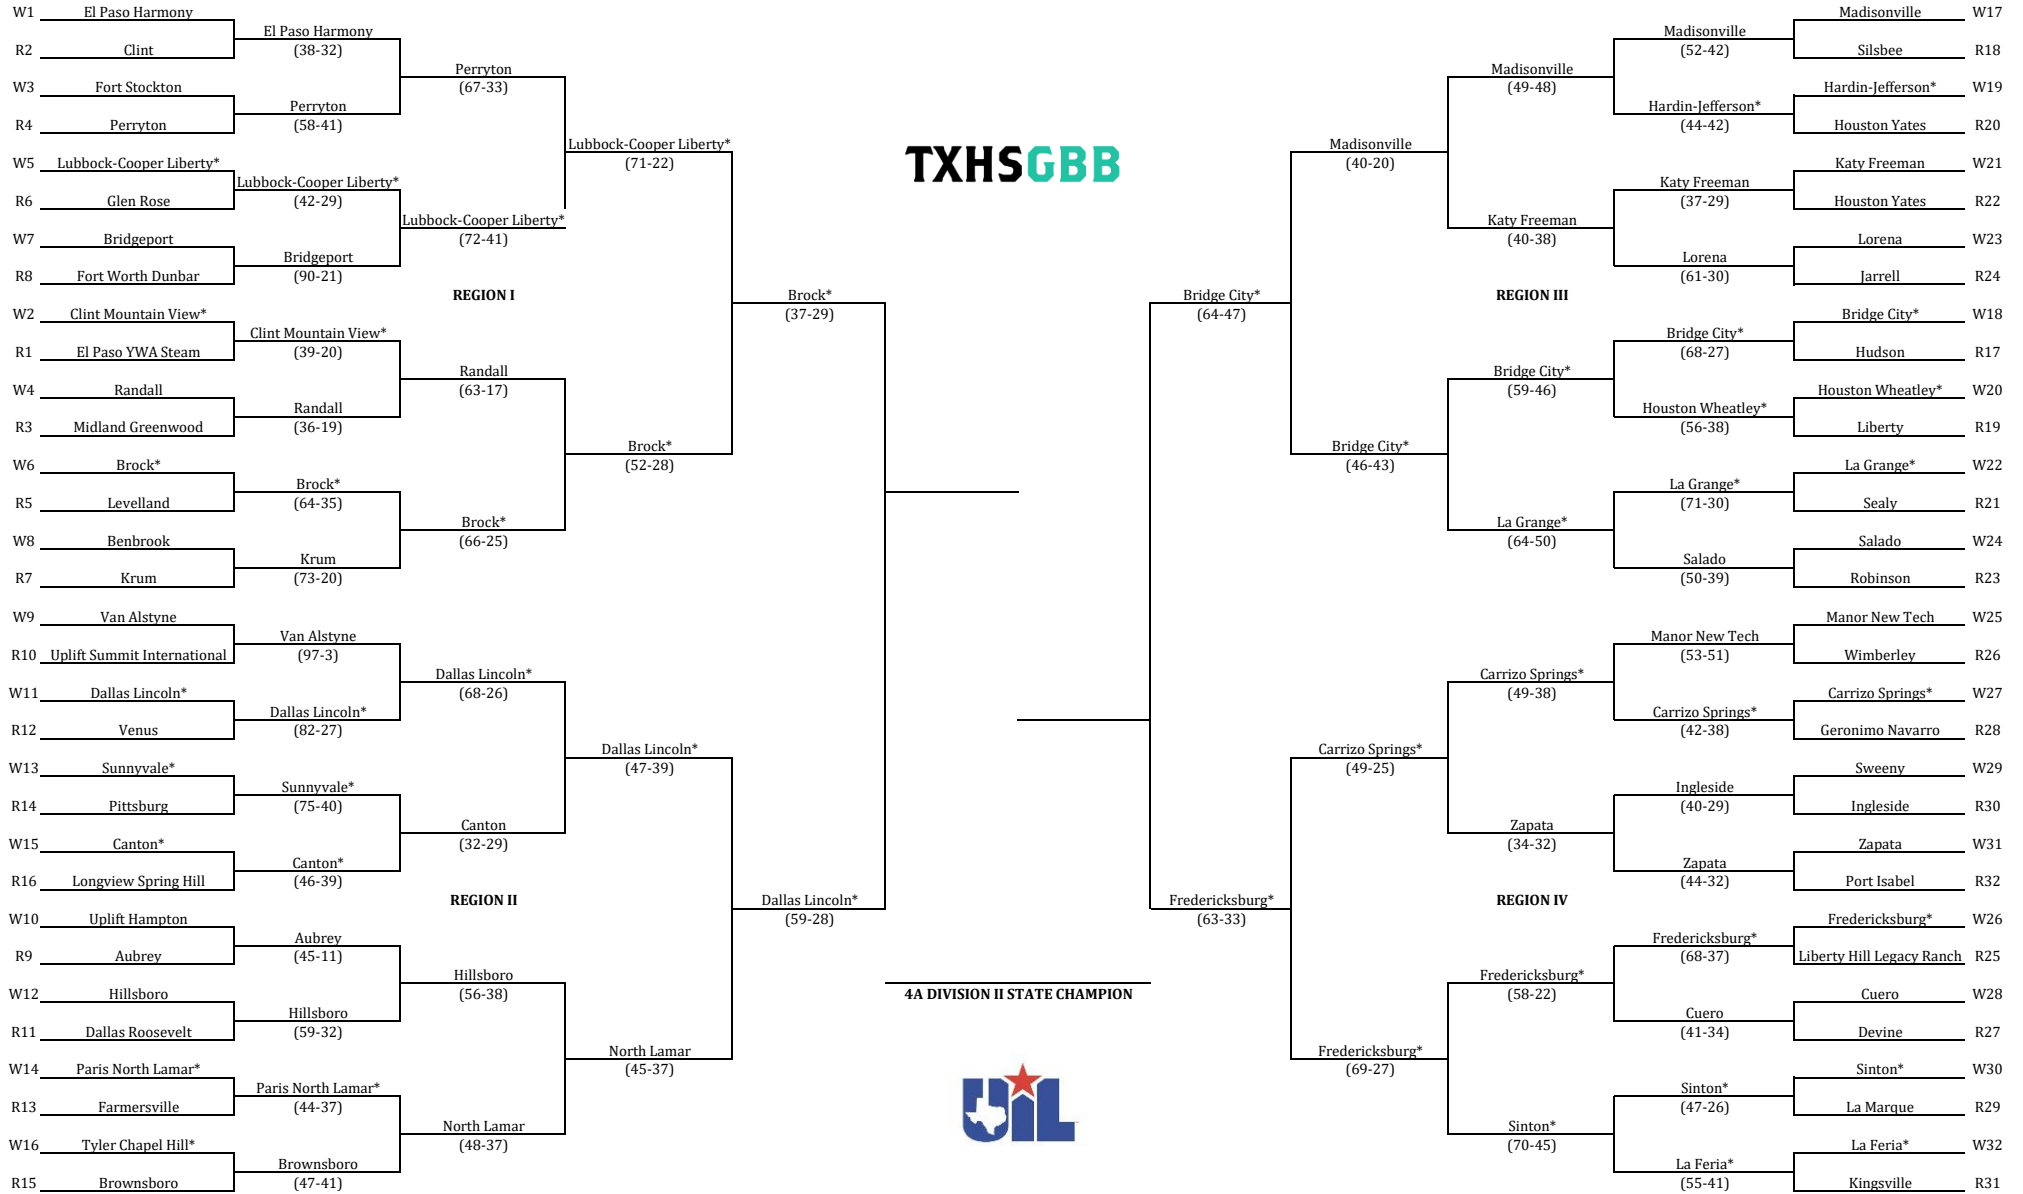 W1 El Paso Harmony
El Paso Harmony
(38-32)
R2 Clint
Perryton
(67-33)
W3 Fort Stockton
Perryton
(58-41)
R4 Perryton
Lubbock-Cooper Liberty*
(71-22)
W5 Lubbock-Cooper Liberty*
Lubbock-Cooper Liberty*
(42-29)
R6 Glen Rose
Lubbock-Cooper Liberty*
(72-41)
W7 Bridgeport
Bridgeport
(90-21)
R8 Fort Worth Dunbar
REGION I
Brock*
(37-29)
W2 Clint Mountain View*
Clint Mountain View*
(39-20)
R1 El Paso YWA Steam
Randall
(63-17)
W4 Randall
Randall
(36-19)
R3 Midland Greenwood
Brock*
(52-28)
W6 Brock*
Brock*
(64-35)
R5 Levelland
Brock*
(66-25)
W8 Benbrook
Krum
(73-20)
R7 Krum
W9 Van Alstyne
Van Alstyne
(97-3)
R10 Uplift Summit International
Dallas Lincoln*
(68-26)
W11 Dallas Lincoln*
Dallas Lincoln*
(82-27)
R12 Venus
Dallas Lincoln*
(47-39)
W13 Sunnyvale*
Sunnyvale*
(75-40)
R14 Pittsburg
Canton
(32-29)
W15 Canton*
Canton*
(46-39)
R16 Longview Spring Hill
REGION II
Dallas Lincoln*
(59-28)
W10 Uplift Hampton
Aubrey
(45-11)
R9 Aubrey
Hillsboro
(56-38)
W12 Hillsboro
Hillsboro
(59-32)
R11 Dallas Roosevelt
North Lamar
(45-37)
W14 Paris North Lamar*
Paris North Lamar*
(44-37)
R13 Farmersville
North Lamar
(48-37)
W16 Tyler Chapel Hill*
Brownsboro
(47-41)
R15 Brownsboro
TXHSGBB
4A DIVISION II STATE CHAMPION
UIL
Madisonville W17
Madisonville
(52-42)
Silsbee R18
Madisonville
(49-48)
Hardin-Jefferson* W19
Hardin-Jefferson*
(44-42)
Houston Yates R20
Madisonville
(40-20)
Katy Freeman W21
Katy Freeman
(37-29)
Houston Yates R22
Katy Freeman
(40-38)
Lorena W23
Lorena
(61-30)
Jarrell R24
REGION III
Bridge City*
(64-47)
Bridge City* W18
Bridge City*
(68-27)
Hudson R17
Bridge City*
(59-46)
Houston Wheatley* W20
Houston Wheatley*
(56-38)
Liberty R19
Bridge City*
(46-43)
La Grange* W22
La Grange*
(71-30)
Sealy R21
La Grange*
(64-50)
Salado W24
Salado
(50-39)
Robinson R23
Manor New Tech W25
Manor New Tech
(53-51)
Wimberley R26
Carrizo Springs*
(49-38)
Carrizo Springs* W27
Carrizo Springs*
(42-38)
Geronimo Navarro R28
Carrizo Springs*
(49-25)
Sweeny W29
Ingleside
(40-29)
Ingleside R30
Zapata
(34-32)
Zapata W31
Zapata
(44-32)
Port Isabel R32
REGION IV
Fredericksburg*
(63-33)
Fredericksburg* W26
Fredericksburg*
(68-37)
Liberty Hill Legacy Ranch R25
Fredericksburg*
(58-22)
Cuero W28
Cuero
(41-34)
Devine R27
Fredericksburg*
(69-27)
Sinton* W30
Sinton*
(47-26)
La Marque R29
Sinton*
(70-45)
La Feria* W32
La Feria*
(55-41)
Kingsville R31